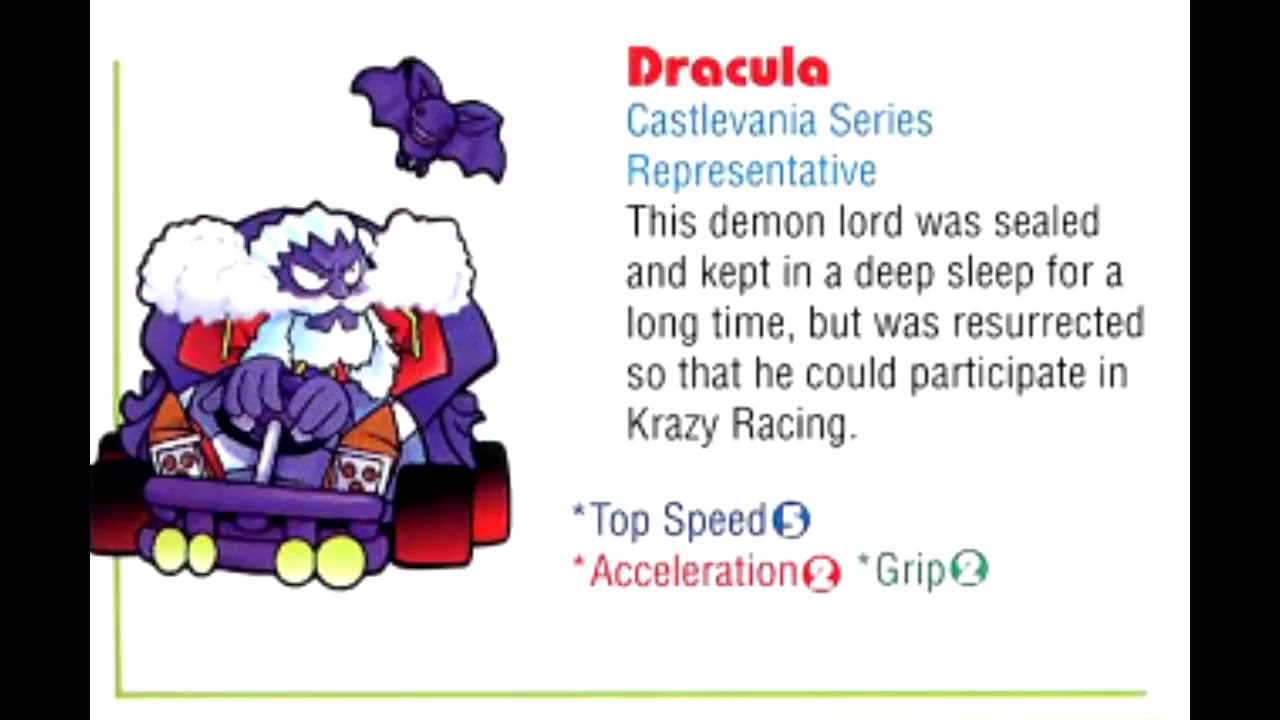 Dracula
Castlevania Series
Representative
This demon lord was sealed
and kept in a deep sleep for a
long time, but was resurrected
so that he could participate in
Krazy Racing.
*Top Speed 5
*Acceleration 2 *Grip 2